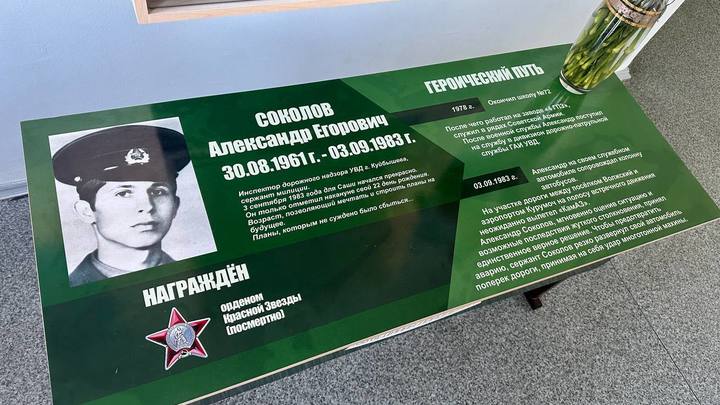 СОКОЛОВ
Александр Егорович
30.08.1961 г. - 03.09.1983 г.
Инспектор дорожного надзора УВД г. Куйбышева,
сержант милиции.
3 сентября 1983 года для Саши начался прекрасно.
Он только отметил накануне свой 22 день рождения.
Возраст, позволяющий мечтать и строить планы на
будущее.
Планы, которым не суждено было сбыться...
НАГРАЖДЁН
орденом
Красной Звезды
(посмертно)
ГЕРОИЧЕСКИЙ ПУТЬ
1978 г.
Окончил школу №72
После чего работал на заводе «4 ГПЗ»,
служил в рядах Советской Армии.
После военной службы Александр поступил
на службу в дивизион дорожно-патрульной
службы ГАИ УВД.
03.09.1983 г.
Александр на своём служебном
автомобиле сопровождал колонну
автобусов.
На участке дороги между посёлком Волжский и
аэропортом Курумоч на полосу встречного движения
неожиданно вылетел «КамАЗ».
Александр Соколов, мгновенно оценив ситуацию и
возможные последствия лобового столкновения, принял
единственно верное решение. Чтобы предотвратить
аварию, сержант Соколов резко развернул свой автомобиль
поперек дороги, принимая на себя удар многотонной махины.